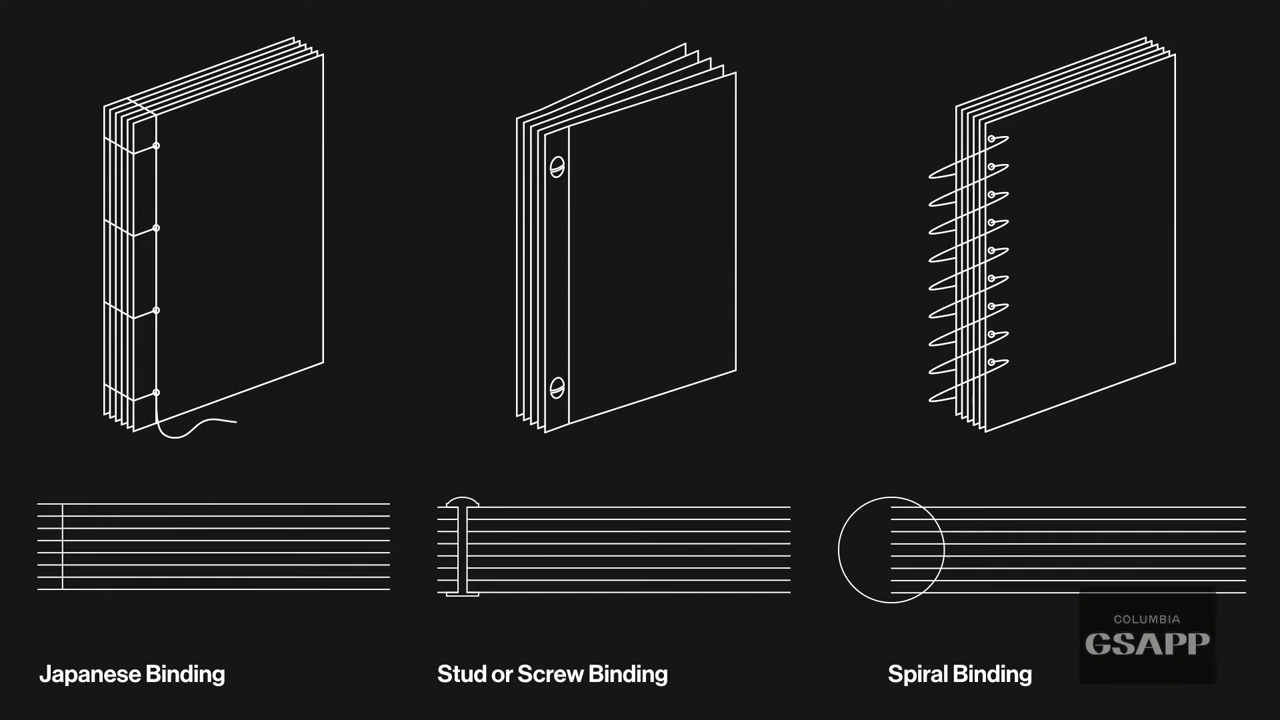 Japanese Binding
Stud or Screw Binding
Spiral Binding
COLUMBIA
GSAPP